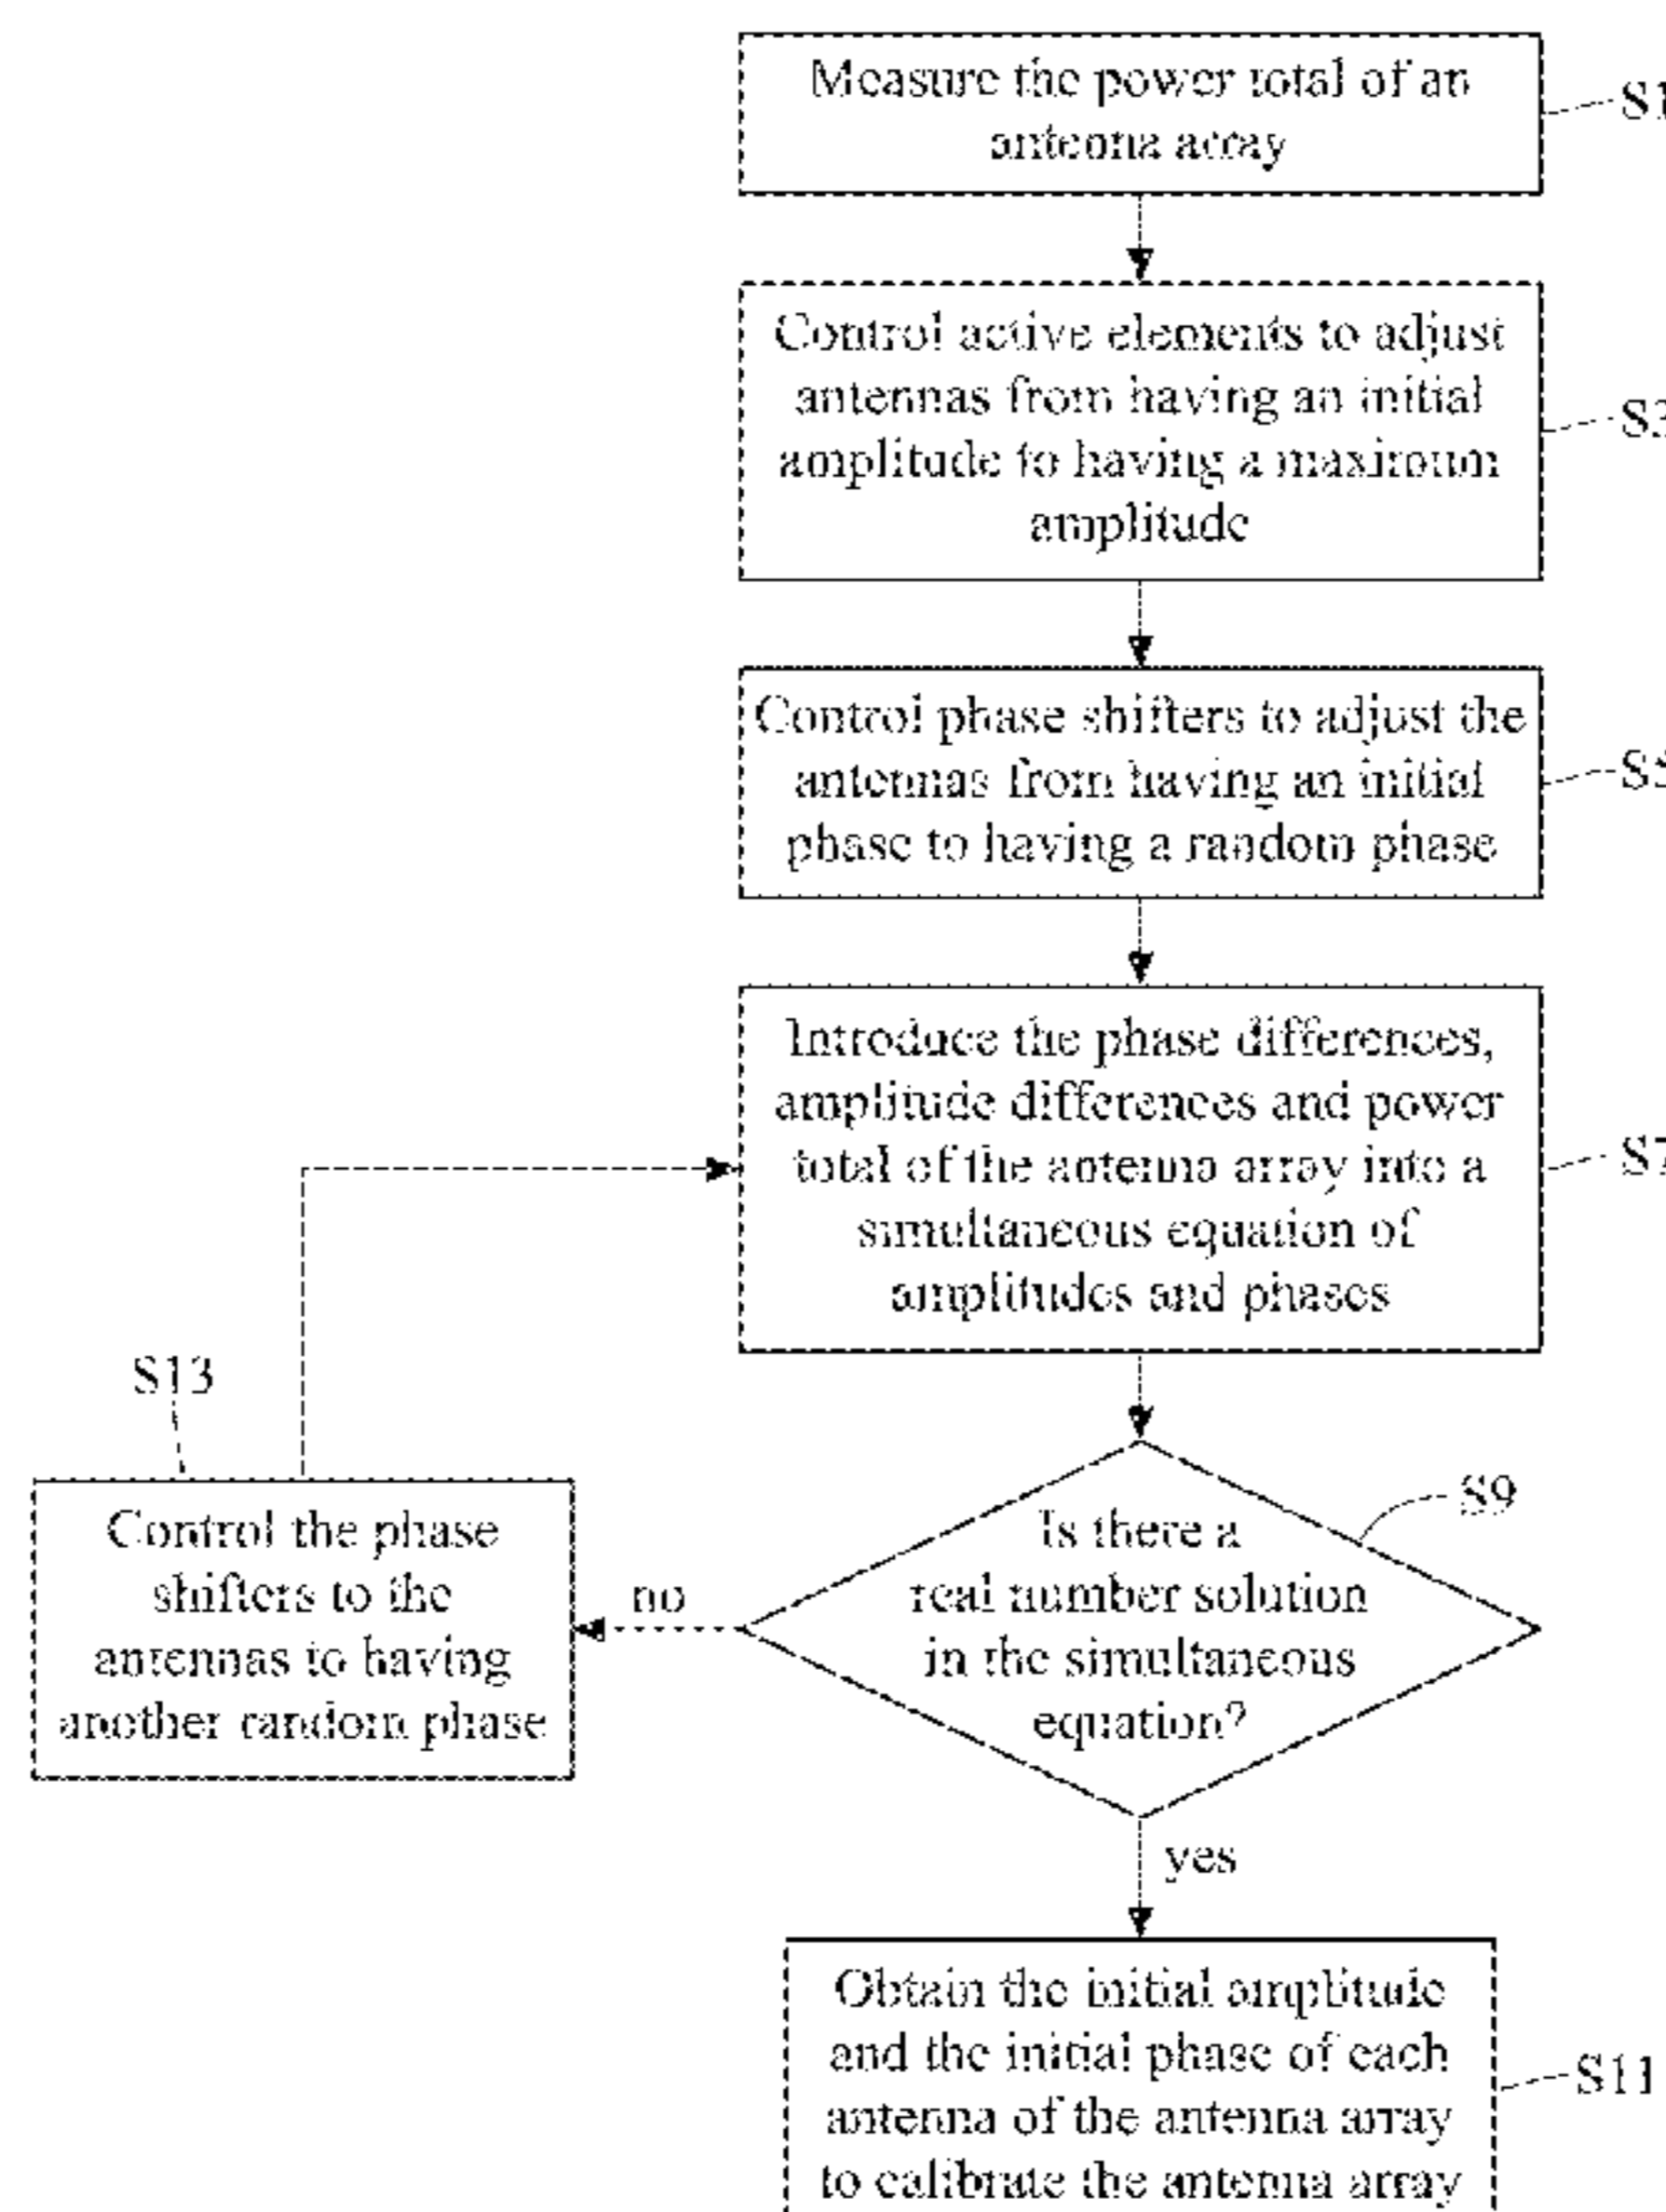 Measure the power total of an
antenna array
S1
Control active elements to adjust
antennas from having an initial
amplitude to having a maximum
amplitude
S3
Control phase shifters to adjust the
antennas from having an initial
phase to having a random phase
S5
Introduce the phase differences,
amplitude differences and power
total of the antenna array into a
simultaneous equation of
amplitudes and phases
S7
S13
Control the phase
shifters to the
antennas to having
another random phase
no
Is there a
real number solution
in the simultaneous
equation?
S9
yes
Obtain the initial amplitude
and the initial phase of each
antenna of the antenna array
to calibrate the antenna array
S11